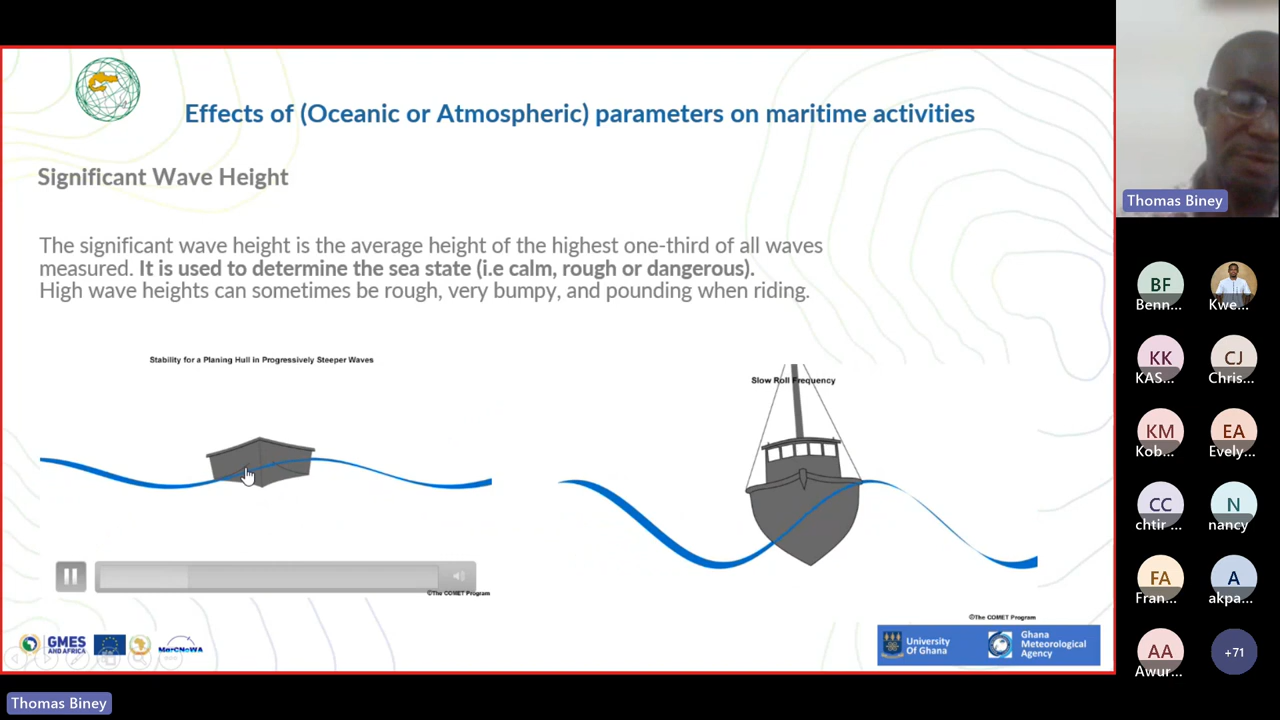 Effects of (Oceanic or Atmospheric) parameters on maritime activities
Significant Wave Height
The significant wave height is the average height of the highest one-third of all waves
measured. It is used to determine the sea state (i.e calm, rough or dangerous).
High wave heights can sometimes be rough, very bumpy, and pounding when riding.
Stability for a Planing Hull in Progressively Steeper Waves
Slow Roll Frequency
©The COMET Program
©The COMET Program
GMES
AND AFRICA
MarCNoWA
University
Of Ghana
Ghana
Meteorological
Agency
Thomas Biney
BF
Benn...
Kwe...
KK
KAS...
CJ
Chris...
KM
Kob...
EA
Evely...
CC
chtir ...
N
nancy
FA
Fran...
A
akpa...
AA
Awur...
+71
Thomas Biney